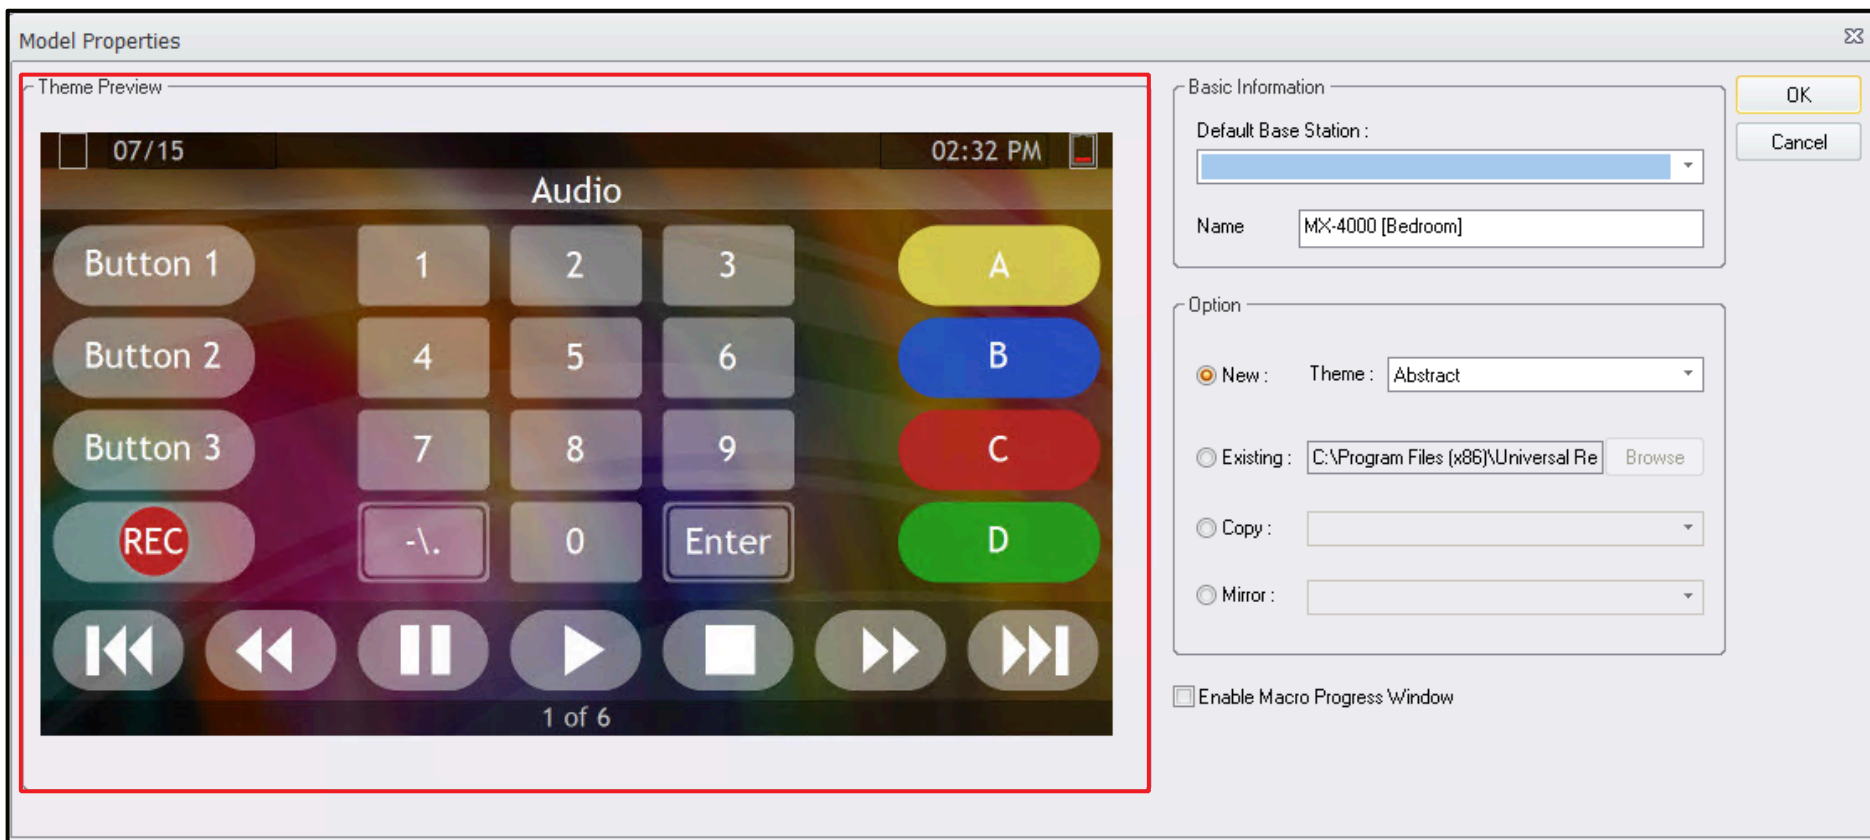 Model Properties
Theme Preview
07/15
02:32 PM
Audio
Button 1
1
2
3
A
Button 2
4
5
6
B
Button 3
7
8
9
C
REC
-\.
0
Enter
D
1 of 6
Basic Information
Default Base Station :
Name
MX-4000 [Bedroom]
OK
Cancel
Option
New :
Theme :
Abstract
Existing :
C:\Program Files (x86)\Universal Re
Browse
Copy :
Mirror :
Enable Macro Progress Window